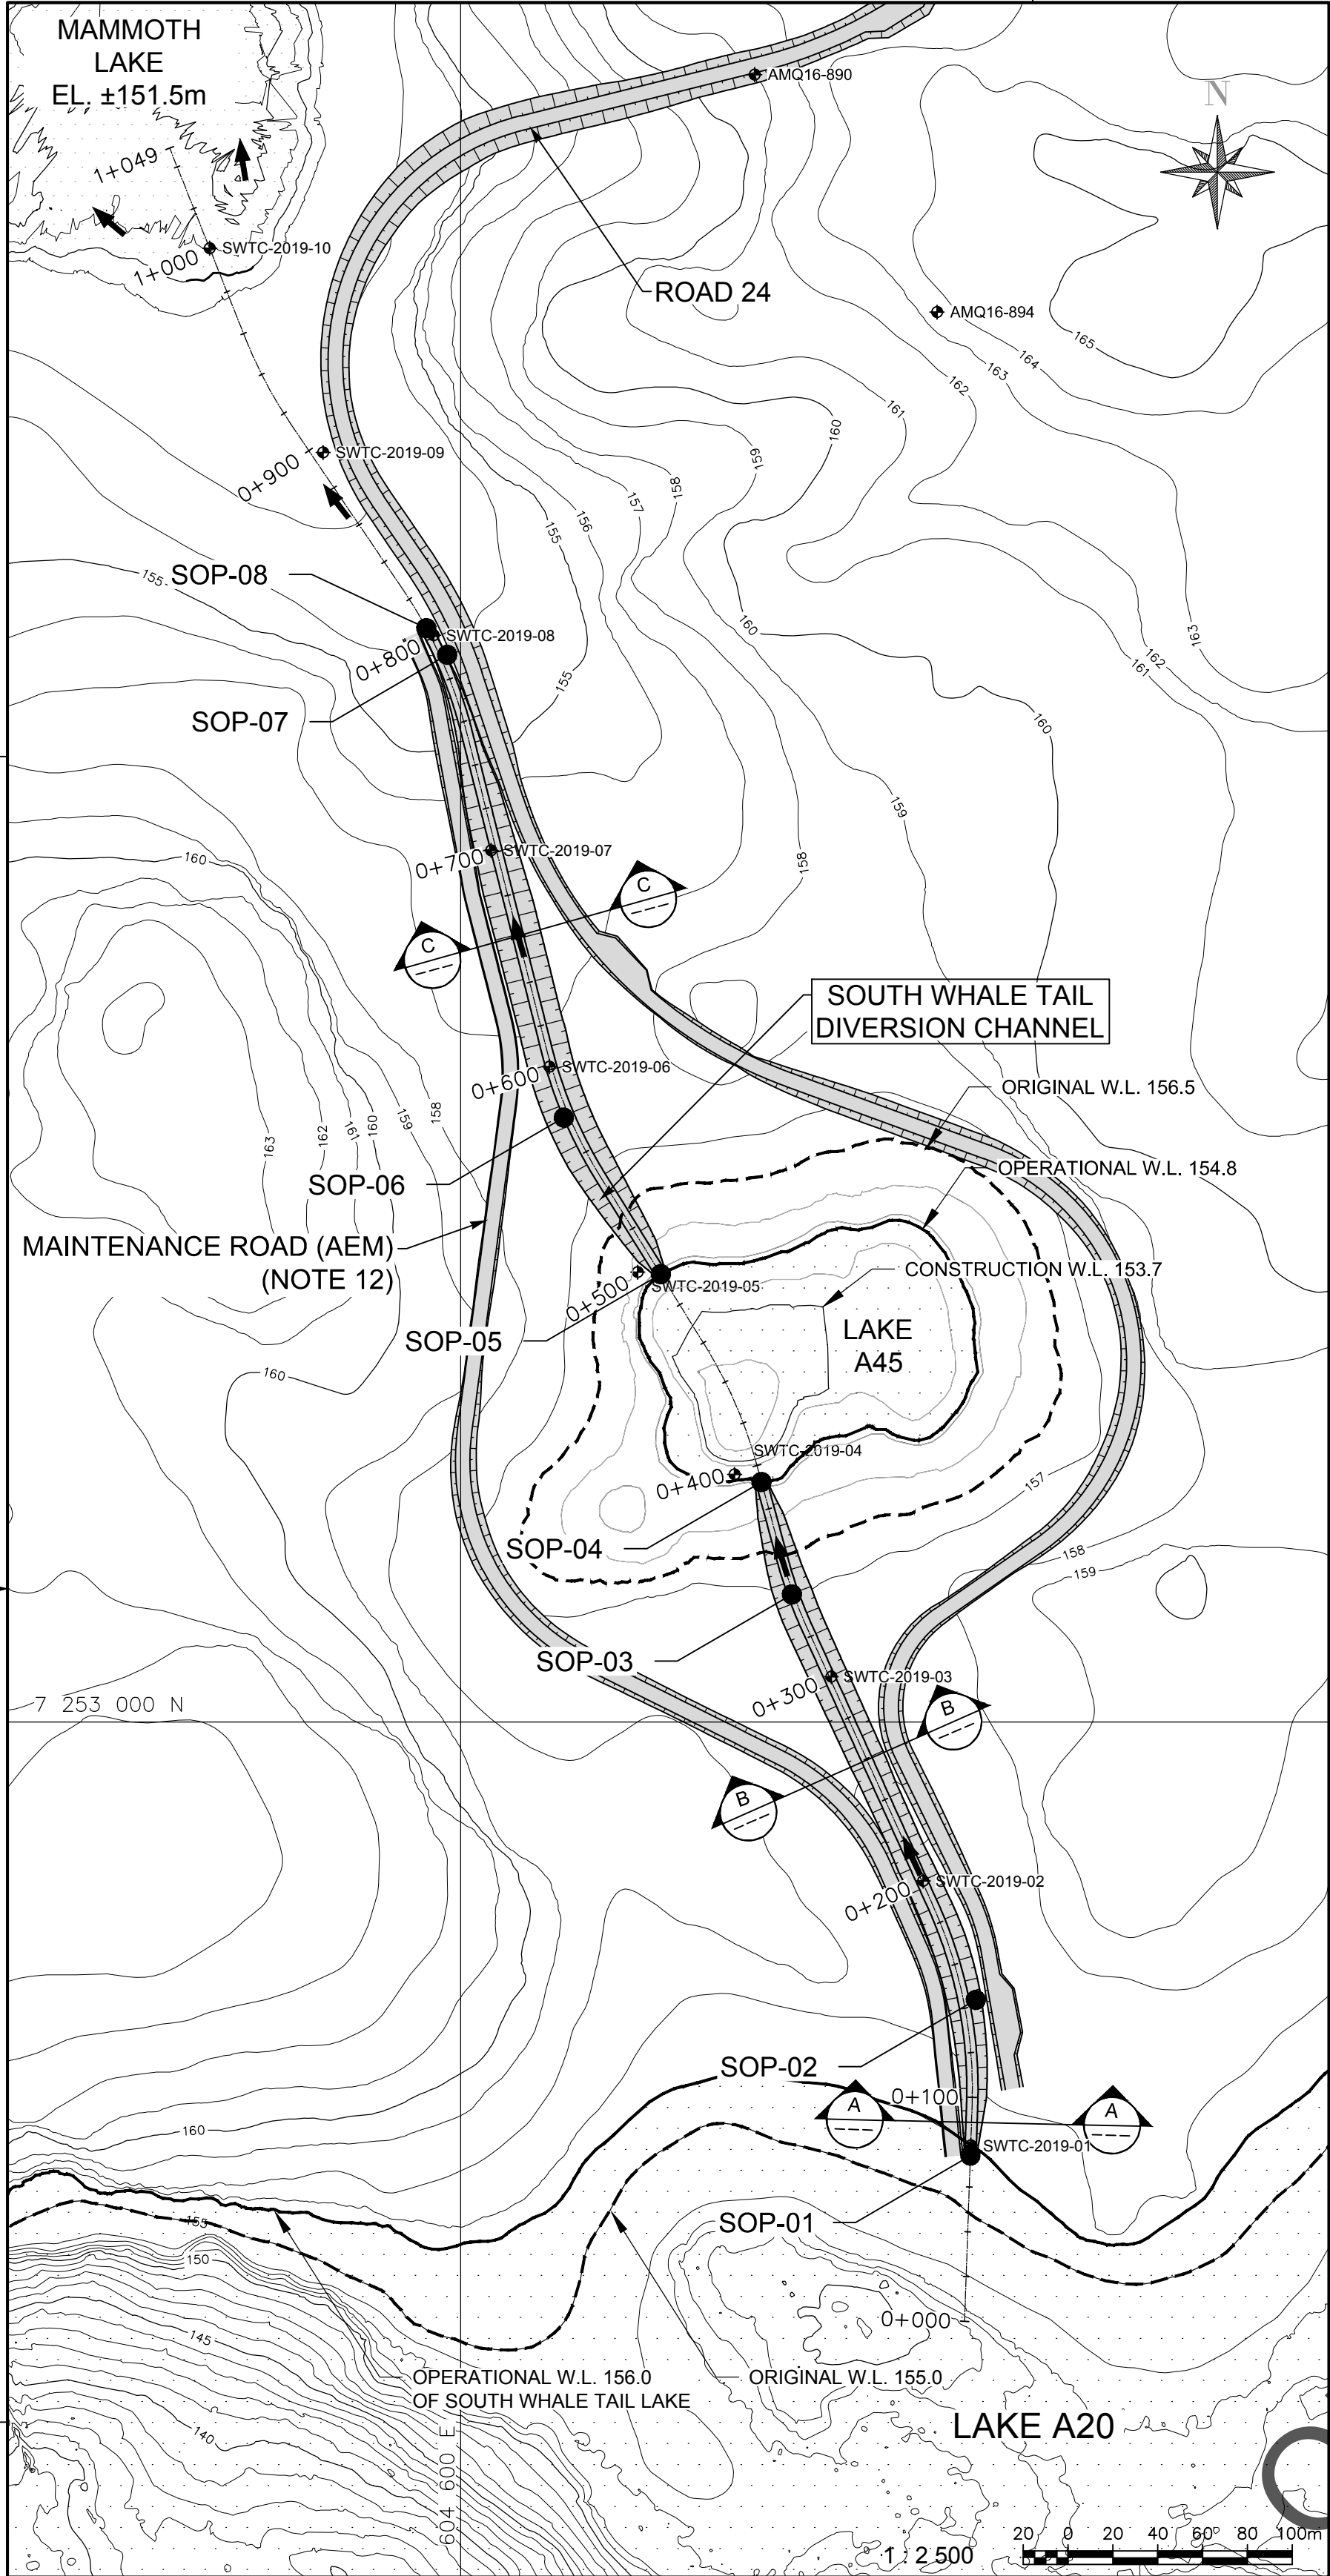 MAMMOTH
LAKE
EL. ±151.5m
N
AMQ16-890
1+049
SWTC-2019-10
1+000
ROAD 24
AMQ16-894
165
164
163
162
161
160
159
158
157
156
155
SWTC-2019-09
0+900
155
SOP-08
SWTC-2019-08
0+800
160
163
162
161
155
SOP-07
160
159
SWTC-2019-07
0+700
160
158
C
C
SOUTH WHALE TAIL
DIVERSION CHANNEL
SWTC-2019-06
0+600
ORIGINAL W.L. 156.5
163
162
161
160
159
158
OPERATIONAL W.L. 154.8
SOP-06
MAINTENANCE ROAD (AEM)
(NOTE 12)
CONSTRUCTION W.L. 153.7
SWTC-2019-05
0+500
LAKE
A45
SOP-05
160
SWTC-2019-04
0+400
157
SOP-04
158
159
SOP-03
SWTC-2019-03
0+300
7 253 000 N
B
B
SWTC-2019-02
0+200
SOP-02
0+100
A
A
160
SWTC-2019-01
SOP-01
155
150
0+000
145
OPERATIONAL W.L. 156.0
OF SOUTH WHALE TAIL LAKE
ORIGINAL W.L. 155.0
LAKE A20
140
604 600 E
1 : 2 500
20 0 20 40 60 80 100m